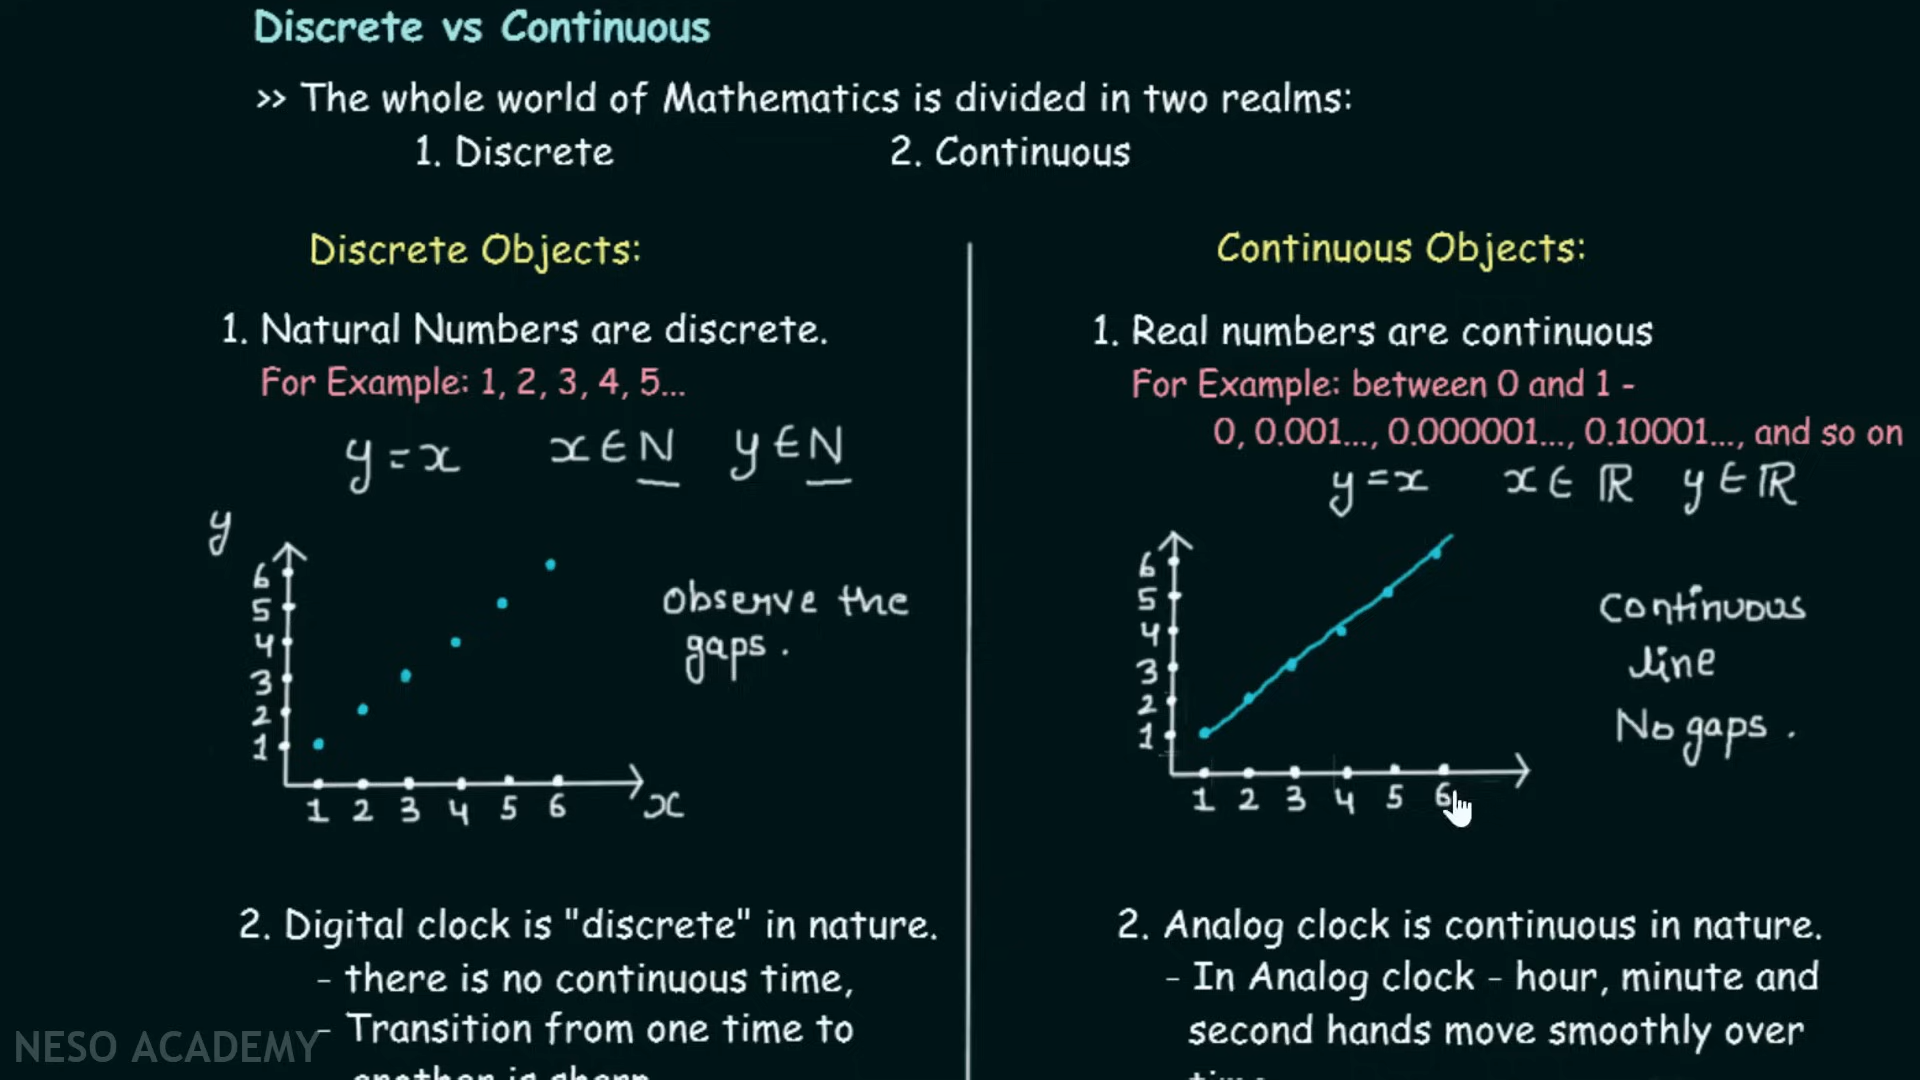 Discrete vs Continuous
>> The whole world of Mathematics is divided in two realms:
1. Discrete 2. Continuous
Discrete Objects:
1. Natural Numbers are discrete.
For Example: 1, 2, 3, 4, 5...
y = x x ∈ N y ∈ N
y
6
5
4
3
2
1
1 2 3 4 5 6 x
Observe the
gaps.
2. Digital clock is "discrete" in nature.
- there is no continuous time,
- Transition from one time to
another is sharp
Continuous Objects:
1. Real numbers are continuous
For Example: between 0 and 1 -
0, 0.001..., 0.000001..., 0.10001..., and so on
y = x x ∈ ℝ y ∈ ℝ
6
5
4
3
2
1
1 2 3 4 5 6
Continuous
line
No gaps.
2. Analog clock is continuous in nature.
- In Analog clock - hour, minute and
second hands move smoothly over
time
NESO ACADEMY